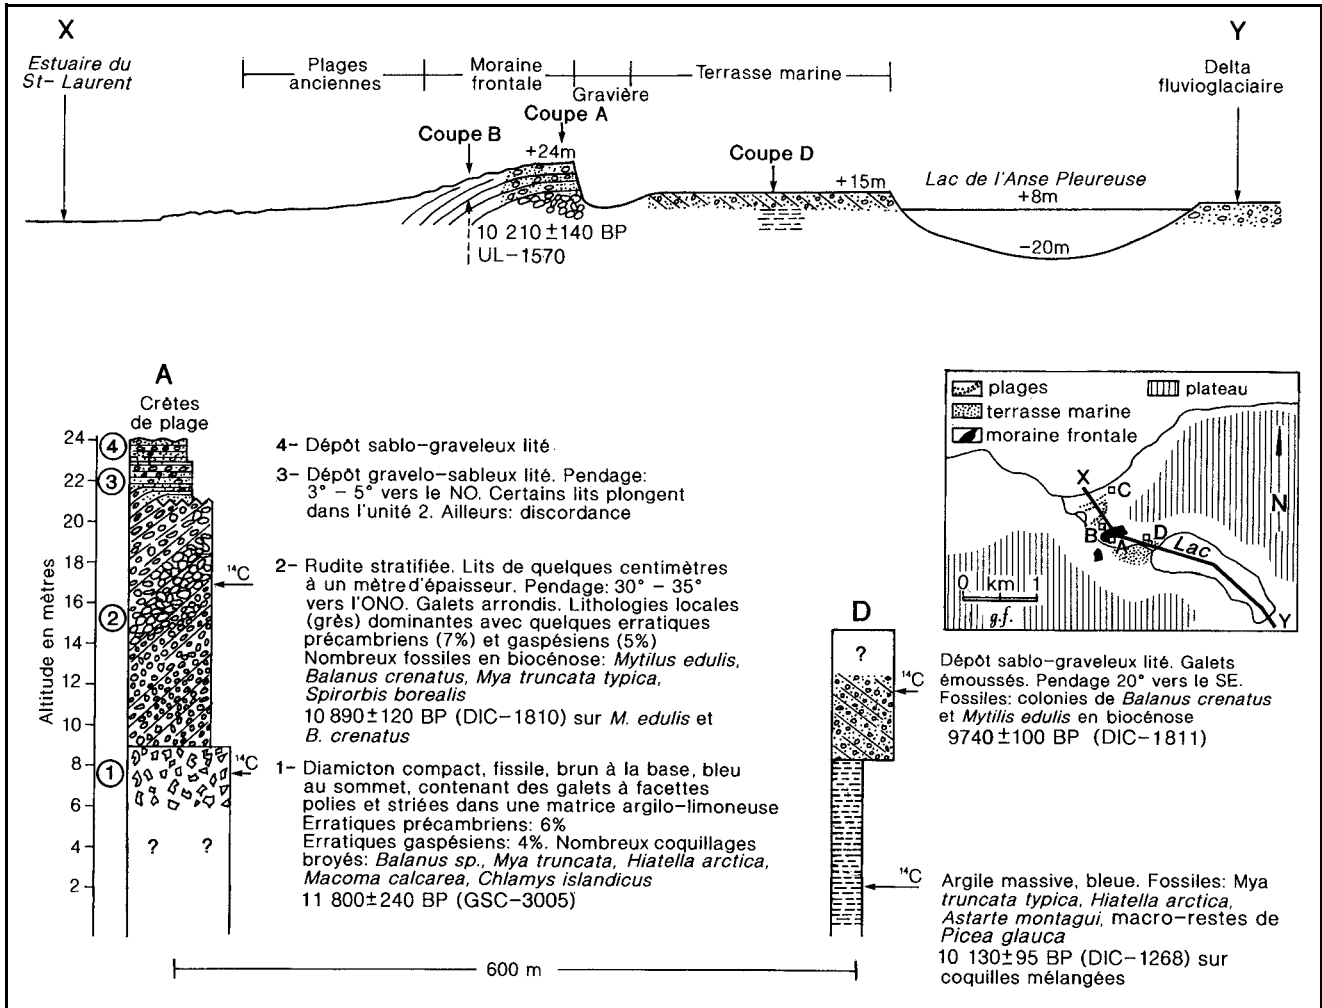 X
Y
Estuaire du
St-Laurent
Plages
anciennes
Moraine
frontale
Gravière
Terrasse marine
Delta
fluvioglaciaire
Coupe B
Coupe A
+24m
Coupe D
+15m
Lac de l'Anse Pleureuse
+8m
-20m
10 210±140 BP
UL-1570
A
Crêtes
de plage
Altitude en mètres
24
22
20
18
16
14
12
10
8
6
4
2
4
3
2
1
14C
14C
? ?
4- Dépôt sablo-graveleux lité.
3- Dépôt gravelo-sableux lité. Pendage:
3° - 5° vers le NO. Certains lits plongent
dans l'unité 2. Ailleurs: discordance
2- Rudite stratifiée. Lits de quelques centimètres
à un mètre d'épaisseur. Pendage: 30° - 35°
vers l'ONO. Galets arrondis. Lithologies locales
(grès) dominantes avec quelques erratiques
précambriens (7%) et gaspésiens (5%)
Nombreux fossiles en biocénose: Mytilus edulis,
Balanus crenatus, Mya truncata typica,
Spirorbis borealis
10 890±120 BP (DIC-1810) sur M. edulis et
B. crenatus
1- Diamicton compact, fissile, brun à la base, bleu
au sommet, contenant des galets à facettes
polies et striées dans une matrice argilo-limoneuse
Erratiques précambriens: 6%
Erratiques gaspésiens: 4%. Nombreux coquillages
broyés: Balanus sp., Mya truncata, Hiatella arctica,
Macoma calcarea, Chlamys islandicus
11 800±240 BP (GSC-3005)
600 m
plages
plateau
terrasse marine
moraine frontale
X
C
N
B
A
D
Lac
Y
0 km 1
g.f.
D
?
14C
14C
Dépôt sablo-graveleux lité. Galets
émoussés. Pendage 20° vers le SE.
Fossiles: colonies de Balanus crenatus
et Mytilis edulis en biocénose
9740±100 BP (DIC-1811)
Argile massive, bleue. Fossiles: Mya
truncata typica, Hiatella arctica,
Astarte montagui, macro-restes de
Picea glauca
10 130±95 BP (DIC-1268) sur
coquilles mélangées